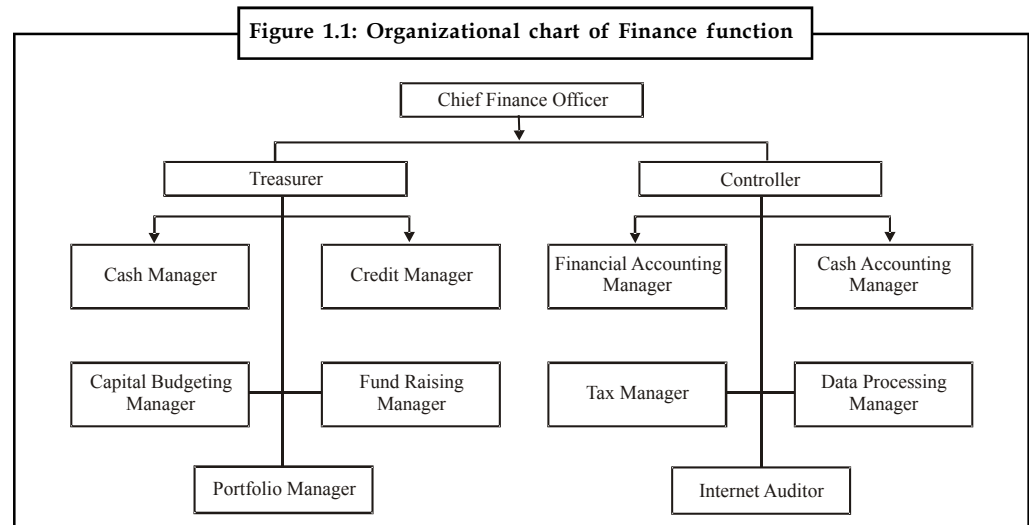 Figure 1.1: Organizational chart of Finance function
Chief Finance Officer
Treasurer
Controller
Cash Manager
Credit Manager
Financial Accounting
Manager
Cash Accounting
Manager
Capital Budgeting
Manager
Fund Raising
Manager
Tax Manager
Data Processing
Manager
Portfolio Manager
Internet Auditor